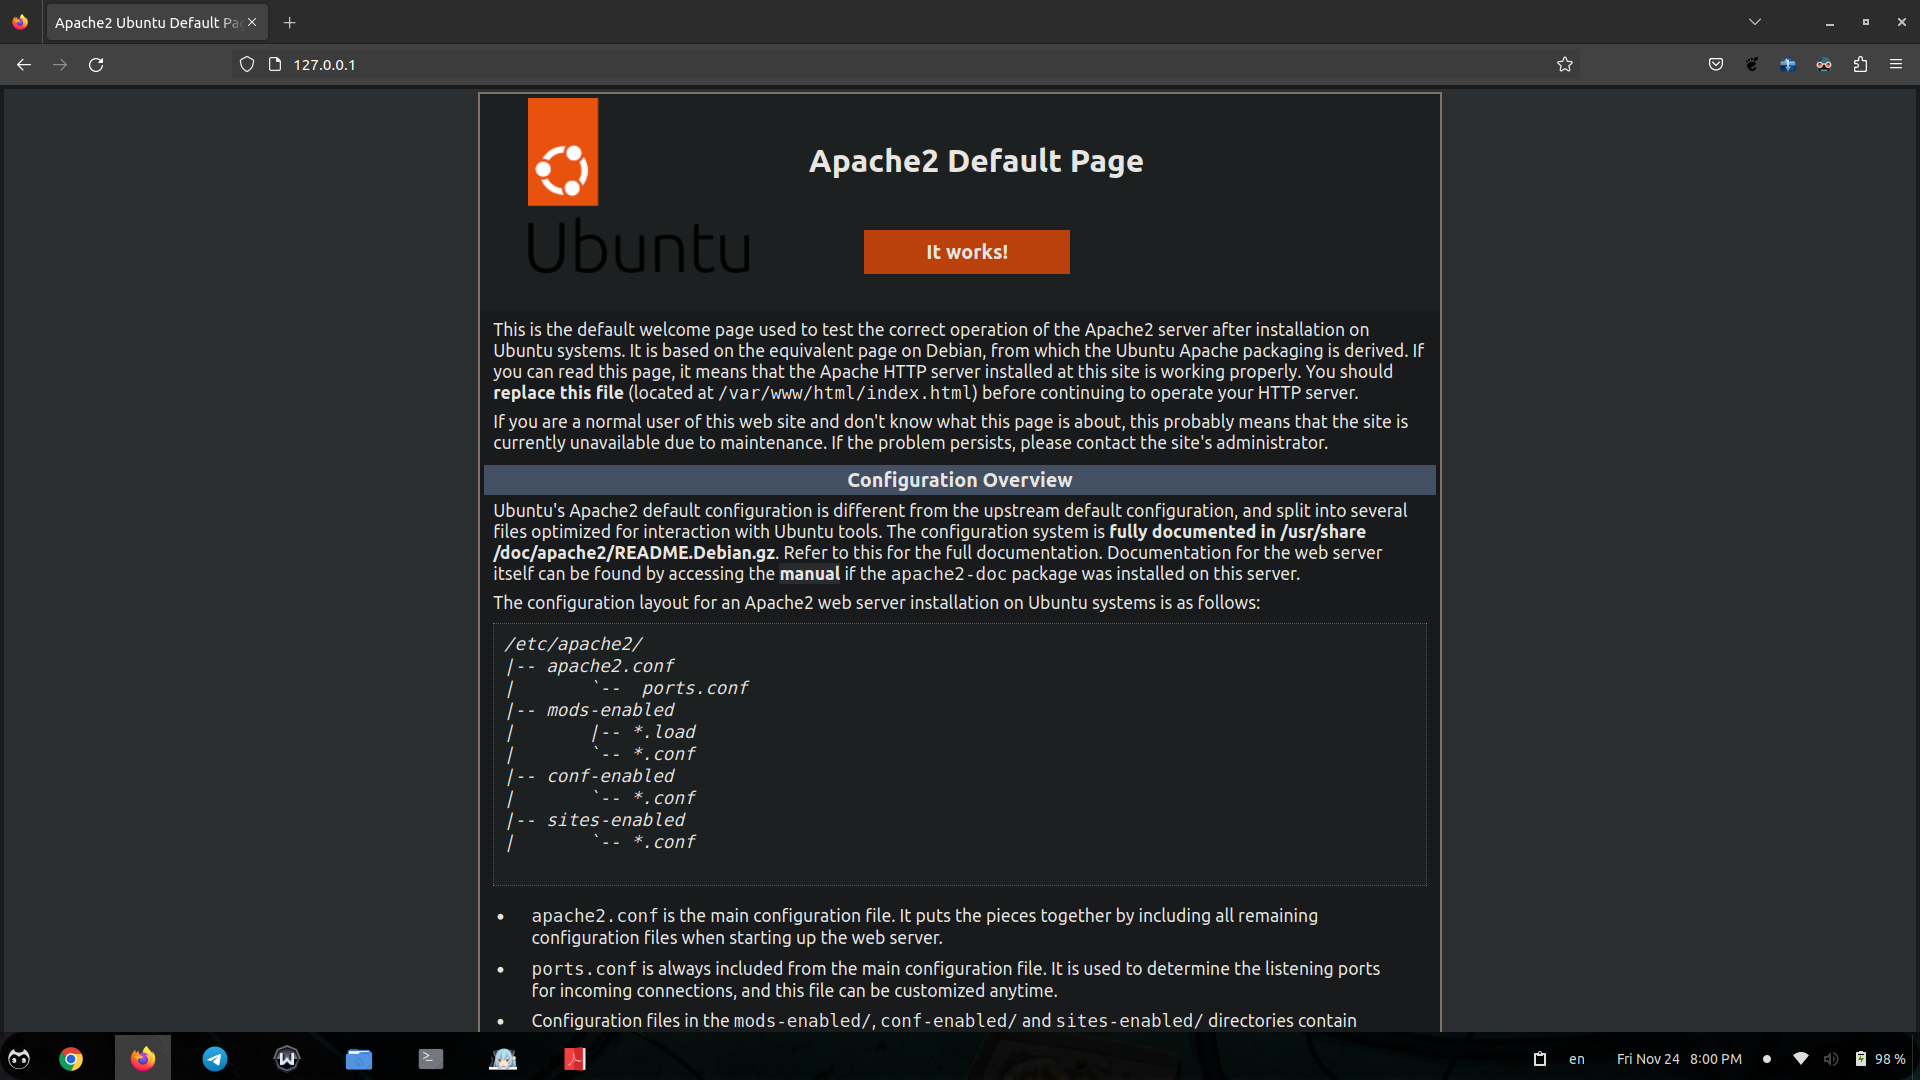 Apache2 Ubuntu Default Pa
127.0.0.1
Apache2 Default Page
Ubuntu
It works!
This is the default welcome page used to test the correct operation of the Apache2 server after installation on
Ubuntu systems. It is based on the equivalent page on Debian, from which the Ubuntu Apache packaging is derived. If
you can read this page, it means that the Apache HTTP server installed at this site is working properly. You should
replace this file (located at /var/www/html/index.html) before continuing to operate your HTTP server.
If you are a normal user of this web site and don't know what this page is about, this probably means that the site is
currently unavailable due to maintenance. If the problem persists, please contact the site's administrator.
Configuration Overview
Ubuntu's Apache2 default configuration is different from the upstream default configuration, and split into several
files optimized for interaction with Ubuntu tools. The configuration system is fully documented in /usr/share
/doc/apache2/README.Debian.gz. Refer to this for the full documentation. Documentation for the web server
itself can be found by accessing the manual if the apache2-doc package was installed on this server.
The configuration layout for an Apache2 web server installation on Ubuntu systems is as follows:
/etc/apache2/
|-- apache2.conf
|       `--  ports.conf
|-- mods-enabled
|       |-- *.load
|       `-- *.conf
|-- conf-enabled
|       `-- *.conf
|-- sites-enabled
|       `-- *.conf
• apache2.conf is the main configuration file. It puts the pieces together by including all remaining
configuration files when starting up the web server.
• ports.conf is always included from the main configuration file. It is used to determine the listening ports
for incoming connections, and this file can be customized anytime.
• Configuration files in the mods-enabled/, conf-enabled/ and sites-enabled/ directories contain
en Fri Nov 24 8:00 PM 98 %